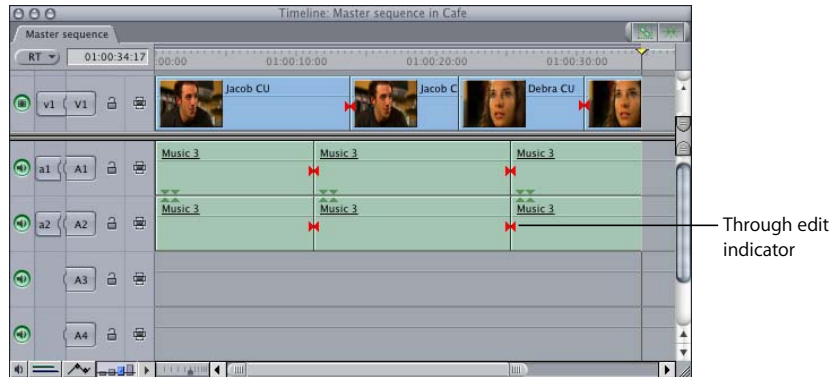 Timeline: Master sequence in Cafe
Master sequence
RT 01:00:34:17 :00:00 01:00:10:00 01:00:20:00 01:00:30:00
v1 V1 Jacob CU Jacob C Debra CU
a1 A1 Music 3 Music 3 Music 3
a2 A2 Music 3 Music 3 Music 3
Through edit
indicator
A3
A4